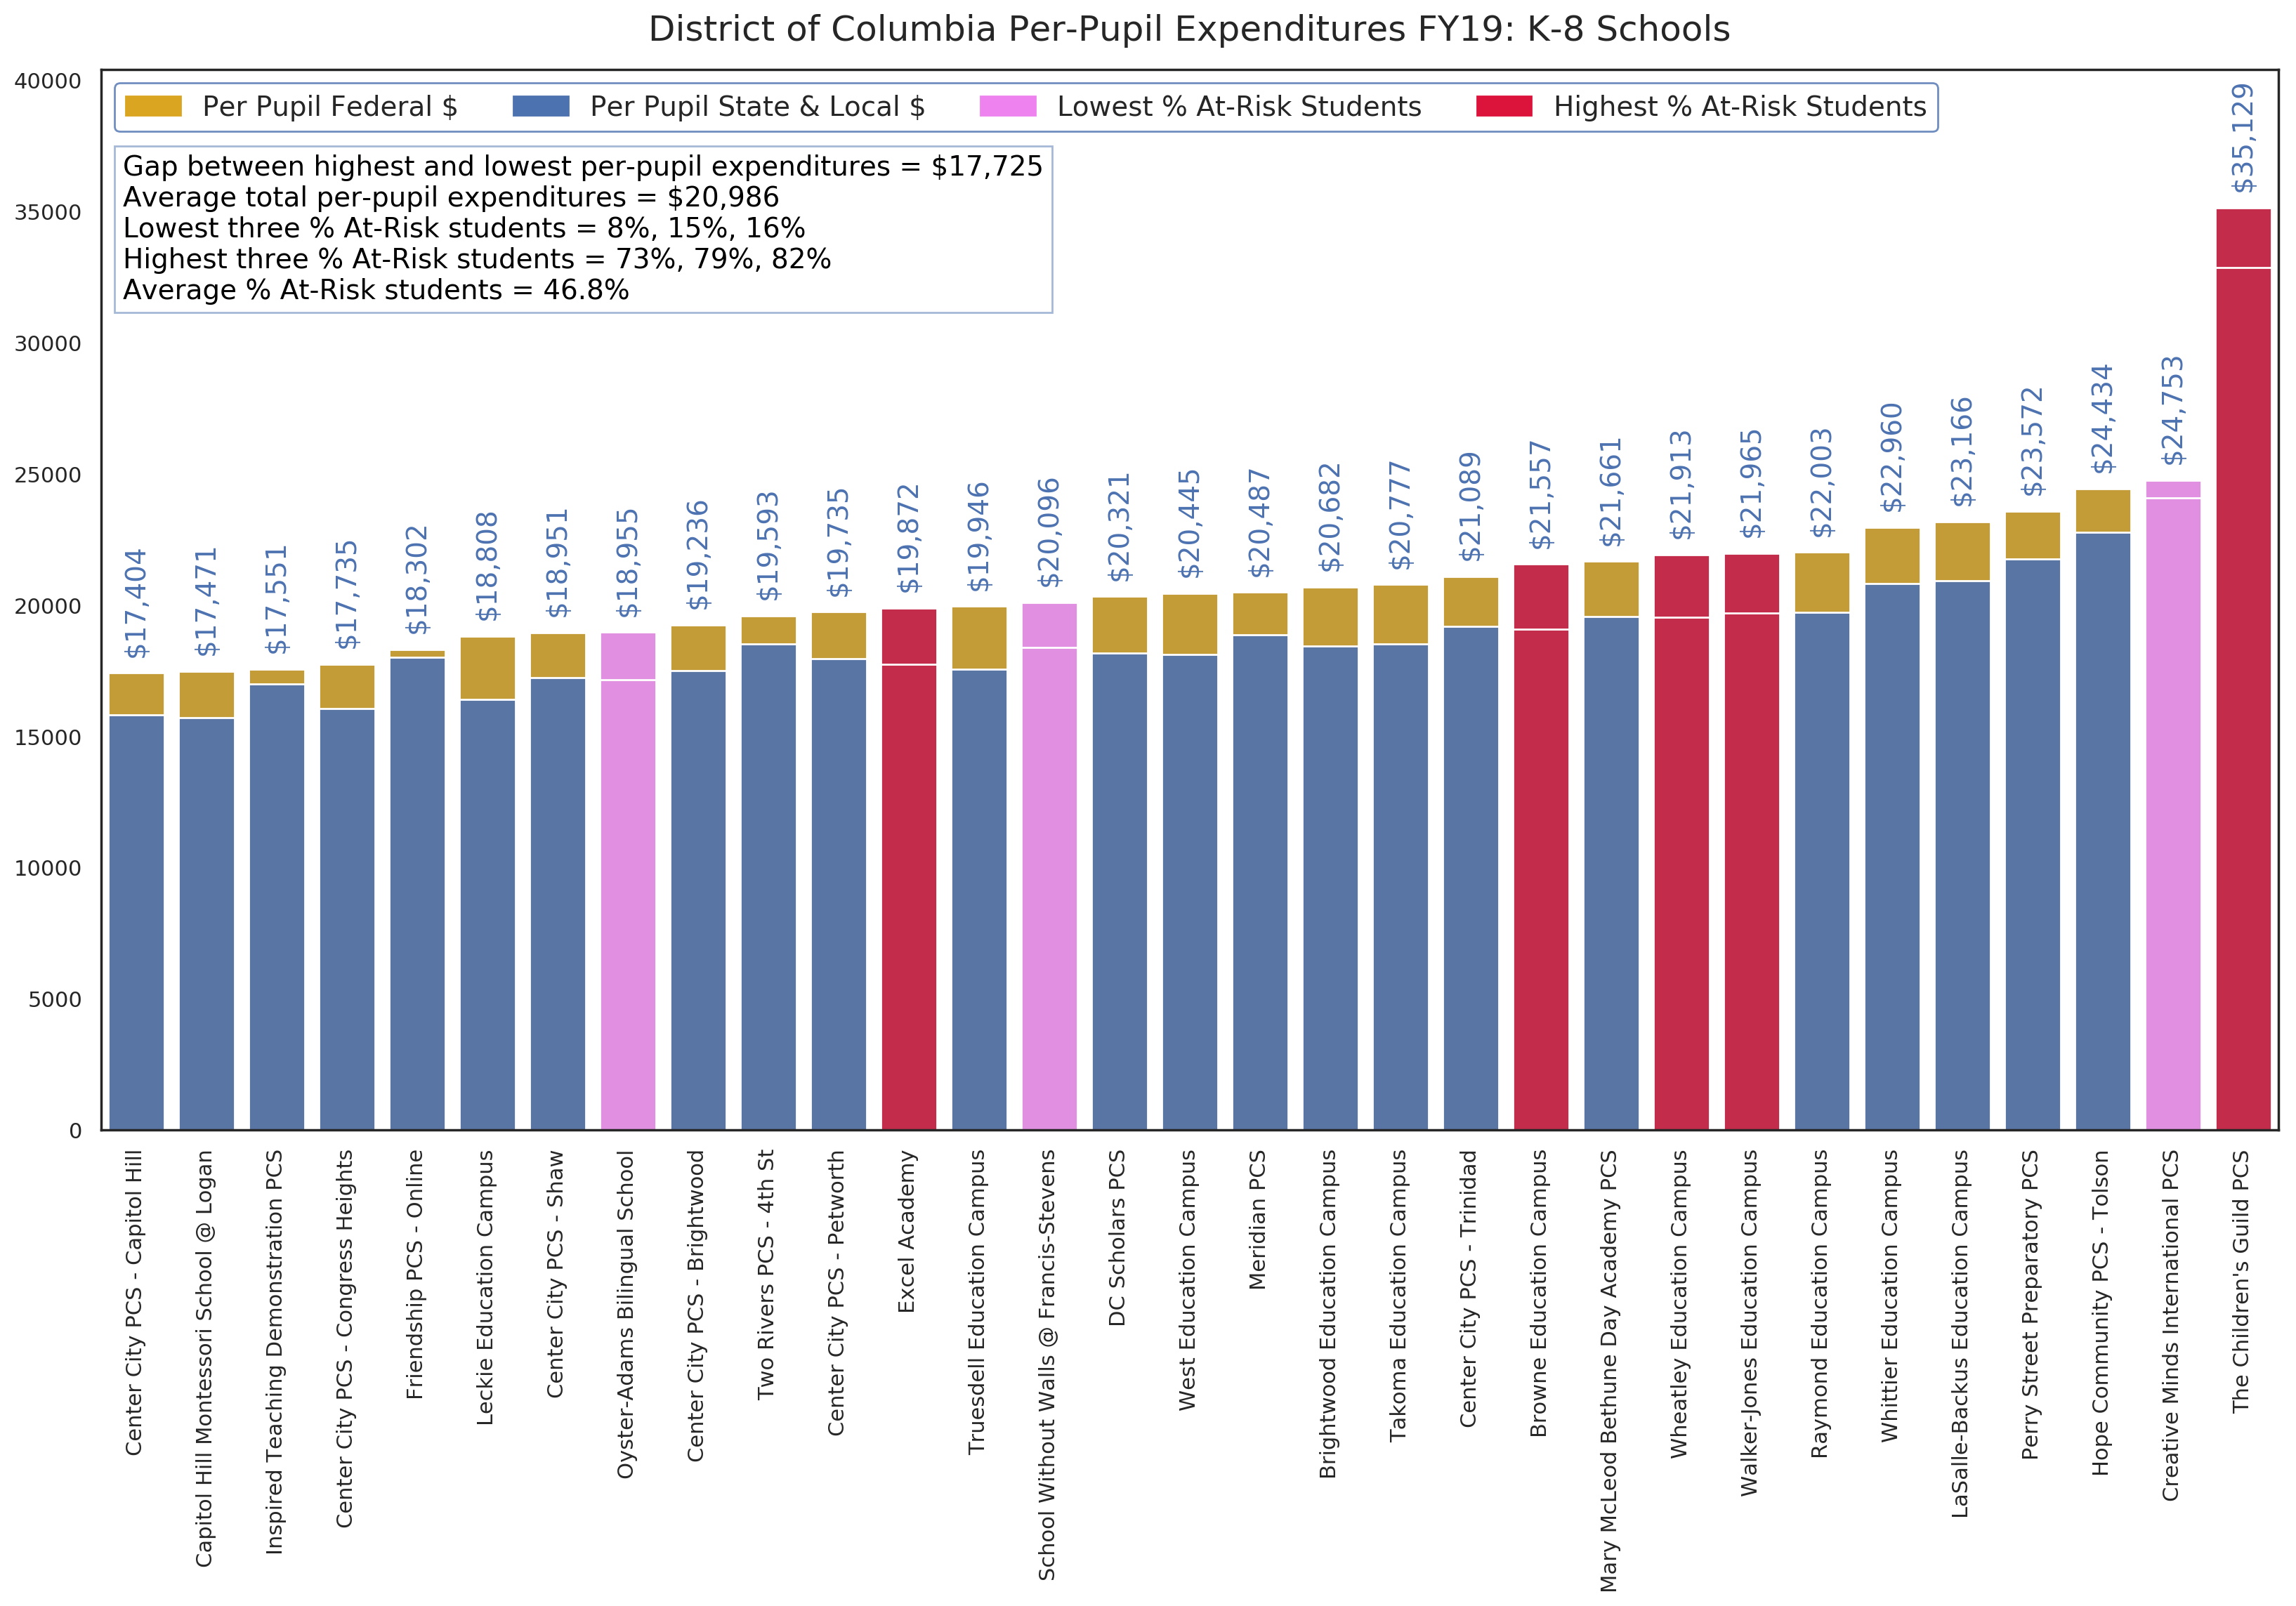 District of Columbia Per-Pupil Expenditures FY19: K-8 Schools
Per Pupil Federal $
Per Pupil State & Local $
Lowest % At-Risk Students
Highest % At-Risk Students
Gap between highest and lowest per-pupil expenditures = $17,725
Average total per-pupil expenditures = $20,986
Lowest three % At-Risk students = 8%, 15%, 16%
Highest three % At-Risk students = 73%, 79%, 82%
Average % At-Risk students = 46.8%
40000
35000
30000
25000
20000
15000
10000
5000
0
$17,404
$17,471
$17,551
$17,735
$18,302
$18,808
$18,951
$18,955
$19,236
$19,593
$19,735
$19,872
$19,946
$20,096
$20,321
$20,445
$20,487
$20,682
$20,777
$21,089
$21,557
$21,661
$21,913
$21,965
$22,003
$22,960
$23,166
$23,572
$24,434
$24,753
$35,129
Center City PCS - Capitol Hill
Capitol Hill Montessori School @ Logan
Inspired Teaching Demonstration PCS
Center City PCS - Congress Heights
Friendship PCS - Online
Leckie Education Campus
Center City PCS - Shaw
Oyster-Adams Bilingual School
Center City PCS - Brightwood
Two Rivers PCS - 4th St
Center City PCS - Petworth
Excel Academy
Truesdell Education Campus
School Without Walls @ Francis-Stevens
DC Scholars PCS
West Education Campus
Meridian PCS
Brightwood Education Campus
Takoma Education Campus
Center City PCS - Trinidad
Browne Education Campus
Mary McLeod Bethune Day Academy PCS
Wheatley Education Campus
Walker-Jones Education Campus
Raymond Education Campus
Whittier Education Campus
LaSalle-Backus Education Campus
Perry Street Preparatory PCS
Hope Community PCS - Tolson
Creative Minds International PCS
The Children's Guild PCS